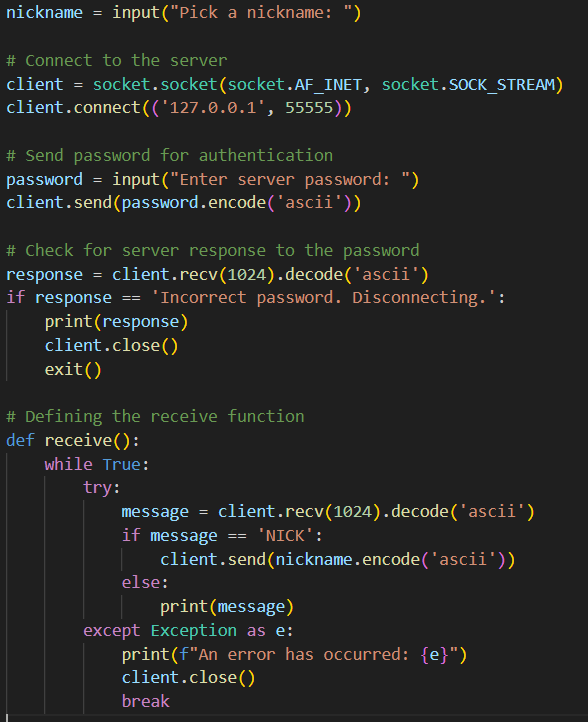 nickname = input("Pick a nickname: ")
# Connect to the server
client = socket.socket(socket.AF_INET, socket.SOCK_STREAM)
client.connect(('127.0.0.1', 55555))
# Send password for authentication
password = input("Enter server password: ")
client.send(password.encode('ascii'))
# Check for server response to the password
response = client.recv(1024).decode('ascii')
if response == 'Incorrect password. Disconnecting.':
    print(response)
    client.close()
    exit()
# Defining the receive function
def receive():
    while True:
        try:
            message = client.recv(1024).decode('ascii')
            if message == 'NICK':
                client.send(nickname.encode('ascii'))
            else:
                print(message)
        except Exception as e:
            print(f"An error has occurred: {e}")
            client.close()
            break